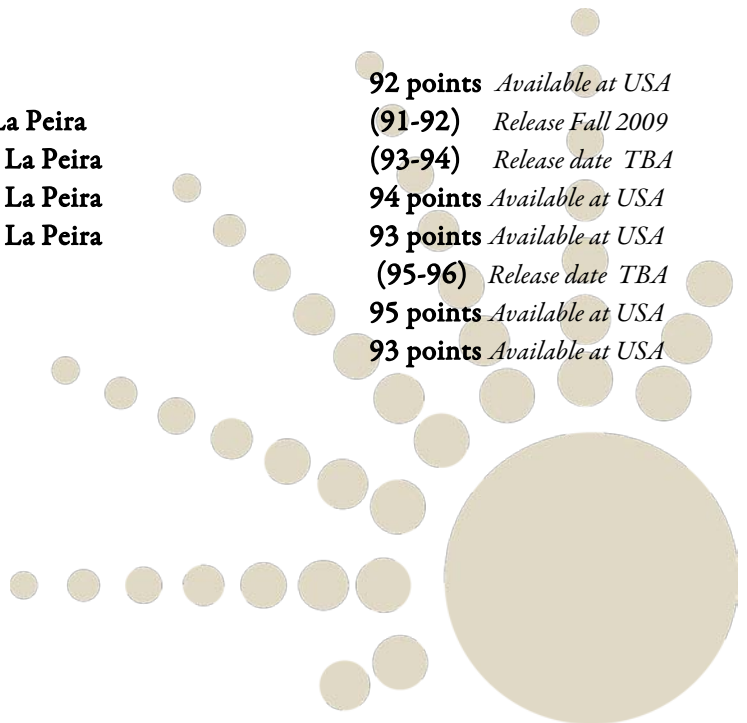 92 points Available at USA
La Peira (91-92) Release Fall 2009
La Peira (93-94) Release date TBA
La Peira 94 points Available at USA
La Peira 93 points Available at USA
(95-96) Release date TBA
95 points Available at USA
93 points Available at USA